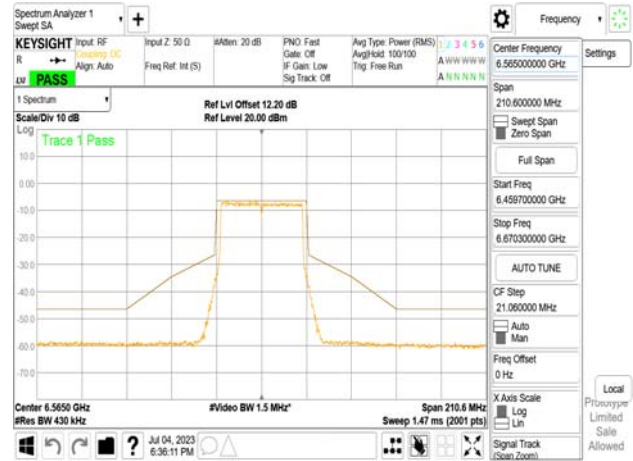 Spectrum Analyzer 1
Swept SA
+
Frequency
KEYSIGHT
R
LV PASS
Input: RF
Coupling: DC
Align: Auto
Input Z: 50 Ω
Freq Ref: Int (S)
#Atten: 20 dB
PNO: Fast
Gate: Off
IF Gain: Low
Sig Track: Off
Avg Type: Power (RMS)
Avg|Hold: 100/100
Trig: Free Run
1 2 3 4 5 6
A W W W W W
A N N N N N
1 Spectrum
Scale/Div 10 dB
Ref Lvl Offset 12.20 dB
Ref Level 20.00 dBm
Log
Trace 1 Pass
10.0
0.00
-10.0
-20.0
-30.0
-40.0
-50.0
-60.0
-70.0
Center 6.5650 GHz
#Res BW 430 kHz
#Video BW 1.5 MHz*
Span 210.6 MHz
Sweep 1.47 ms (2001 pts)
Jul 04, 2023
6:36:11 PM
?
Center Frequency
6.565000000 GHz
Settings
Span
210.600000 MHz
Swept Span
Zero Span
Full Span
Start Freq
6.459700000 GHz
Stop Freq
6.670300000 GHz
AUTO TUNE
CF Step
21.060000 MHz
Auto
Man
Freq Offset
0 Hz
X Axis Scale
Log
Lin
Signal Track
(Span Zoom)
Local
Prototype
Limited
Sale
Allowed